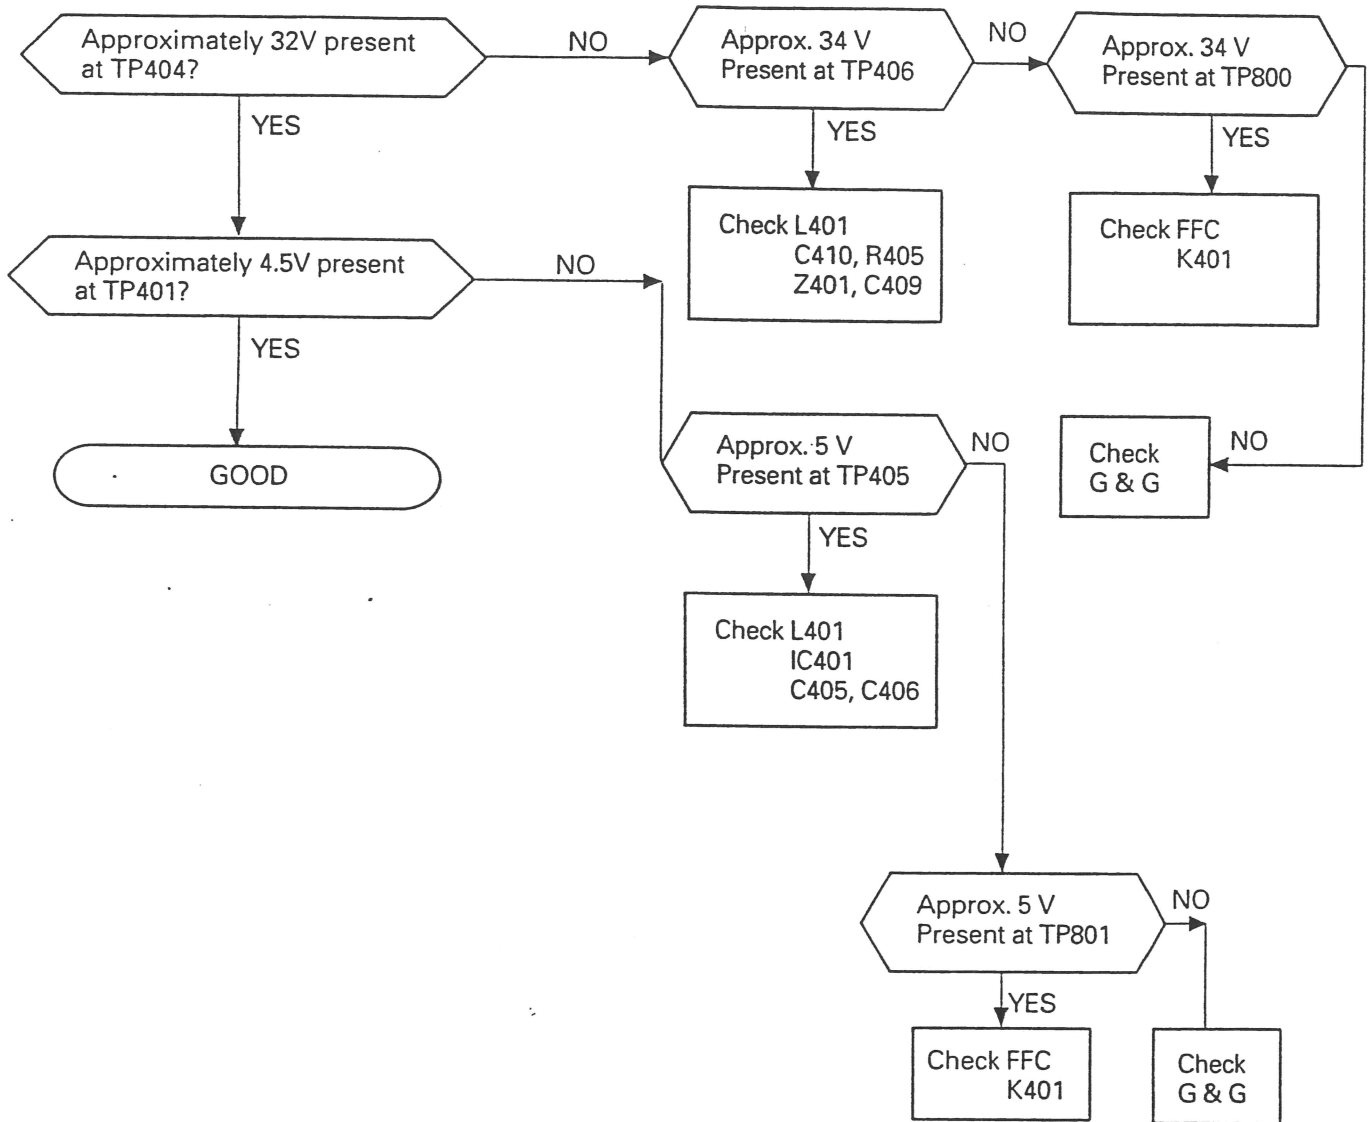 Approximately 32V present
at TP404?
NO
Approx. 34 V
Present at TP406
NO
Approx. 34 V
Present at TP800
YES
YES
YES
Check L401
C410, R405
Z401, C409
Check FFC
K401
Approximately 4.5V present
at TP401?
NO
YES
GOOD
Approx. 5 V
Present at TP405
NO
Check
G & G
NO
YES
Check L401
IC401
C405, C406
Approx. 5 V
Present at TP801
NO
YES
Check FFC
K401
Check
G & G